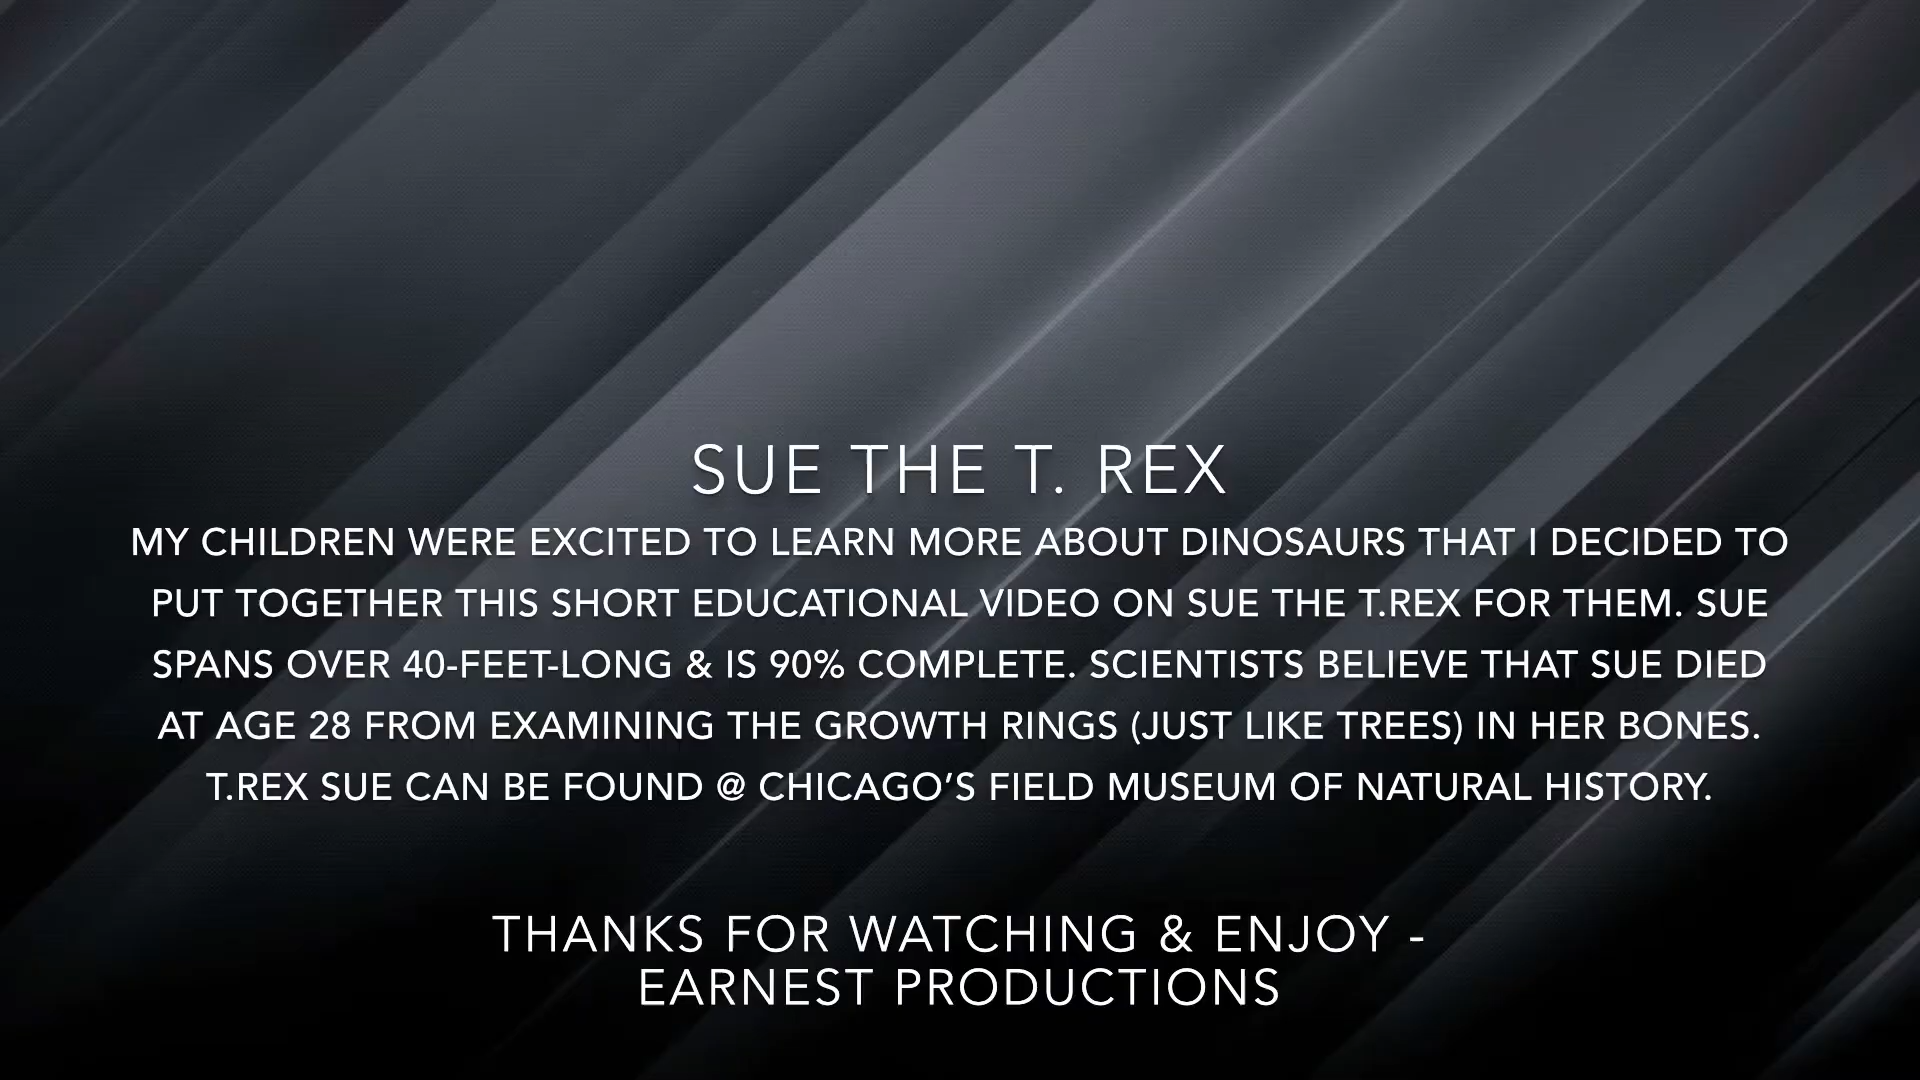 SUE THE T. REX
MY CHILDREN WERE EXCITED TO LEARN MORE ABOUT DINOSAURS THAT I DECIDED TO
PUT TOGETHER THIS SHORT EDUCATIONAL VIDEO ON SUE THE T.REX FOR THEM. SUE
SPANS OVER 40-FEET-LONG & IS 90% COMPLETE. SCIENTISTS BELIEVE THAT SUE DIED
AT AGE 28 FROM EXAMINING THE GROWTH RINGS (JUST LIKE TREES) IN HER BONES.
T.REX SUE CAN BE FOUND @ CHICAGO’S FIELD MUSEUM OF NATURAL HISTORY.
THANKS FOR WATCHING & ENJOY -
EARNEST PRODUCTIONS